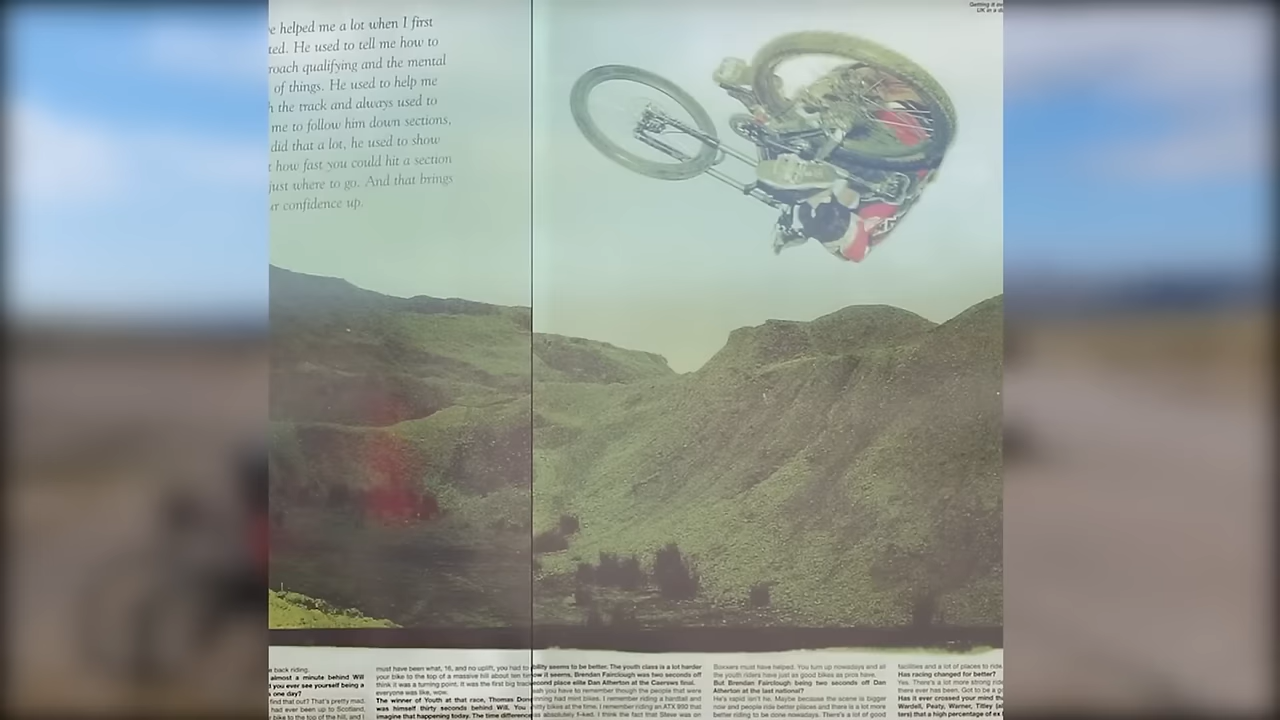 e helped me a lot when I first
ted. He used to tell me how to
roach qualifying and the mental
of things. He used to help me
h the track and always used to
me to follow him down sections,
did that a lot, he used to show
t how fast you could hit a section
just where to go. And that brings
ur confidence up.
Getting it
UK in a
e back riding.
almost a minute behind Will
you ever see yourself being a
one day?
find that out? That's pretty mad.
had ever been up to Scotland,
bike to the top of the hill, and I
must have been what, 16, and no uplift, you had to
your bike to the top of a massive hill about ten
think it was a turning point. It was the first big
everyone was like, wow.
The winner of Youth at that race, Thomas
was himself thirty seconds behind Will. You
imagine that happening today. The time
bility seems to be better. The youth class is a lot harder
it seems, Brendan Fairclough was two seconds off
second place elite Dan Atherton at the Caersws final.
you have to remember though the people that were
had mini bikes. I remember riding a hardtail and
bikes at the time. I remember riding an ATX 990 that
absolutely f-ked. I think the fact that Steve was on
Boxxers must have helped. You turn up nowadays and all
the youth riders have just as good bikes as pros have.
But Brendan Fairclough being two seconds off Dan
Atherton at the last national?
He's rapid isn't he. Maybe because the scene is bigger
now and people ride better places and there is a lot more
better riding to be done nowadays. There's a lot of good
facilities and a lot of places to ride
Has racing changed for better?
Yes. There's a lot more strong
there ever has been. Got to be a
Has it ever crossed your mind
Wardell, Peaty, Warner, Titley
ters) that a high percentage of